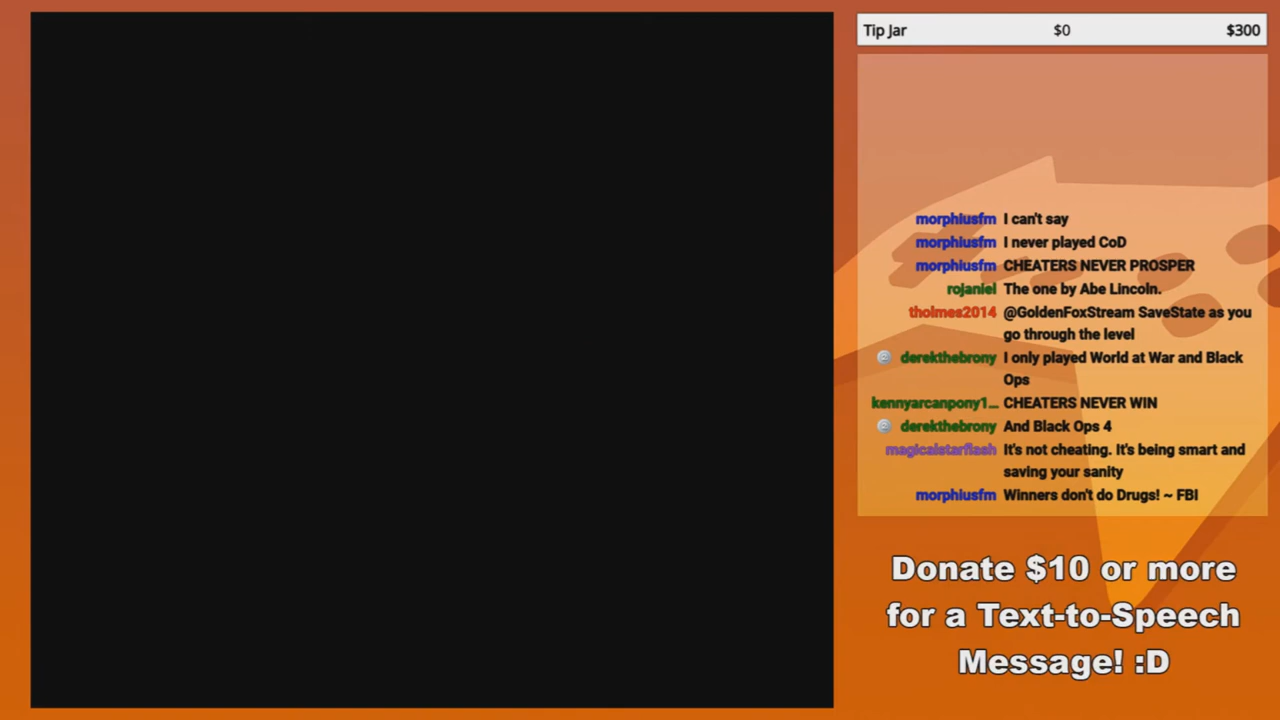 Tip Jar $0 $300
morphiusfm I can't say
morphiusfm I never played CoD
morphiusfm CHEATERS NEVER PROSPER
rojaniel The one by Abe Lincoln.
tholmes2014 @GoldenFoxStream SaveState as you
go through the level
derekthebrony I only played World at War and Black
Ops
kennyarcanpony1... CHEATERS NEVER WIN
derekthebrony And Black Ops 4
magicalstarflash It's not cheating. It's being smart and
saving your sanity
morphiusfm Winners don't do Drugs! ~ FBI
Donate $10 or more
for a Text-to-Speech
Message! :D